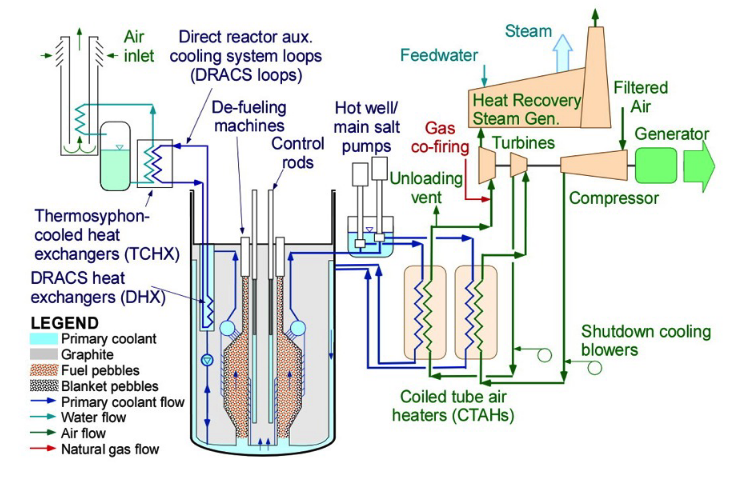 Air
inlet
Direct reactor aux.
cooling system loops
(DRACS loops)
Steam
Feedwater
De-fueling
machines
Control
rods
Hot well/
main salt
pumps
Heat Recovery
Steam Gen.
Filtered
Air
Gas
co-firing
Turbines
Generator
Unloading
vent
Compressor
Thermosyphon-
cooled heat
exchangers (TCHX)
DRACS heat
exchangers (DHX)
LEGEND
Primary coolant
Graphite
Fuel pebbles
Blanket pebbles
Primary coolant flow
Water flow
Air flow
Natural gas flow
Shutdown cooling
blowers
Coiled tube air
heaters (CTAHs)